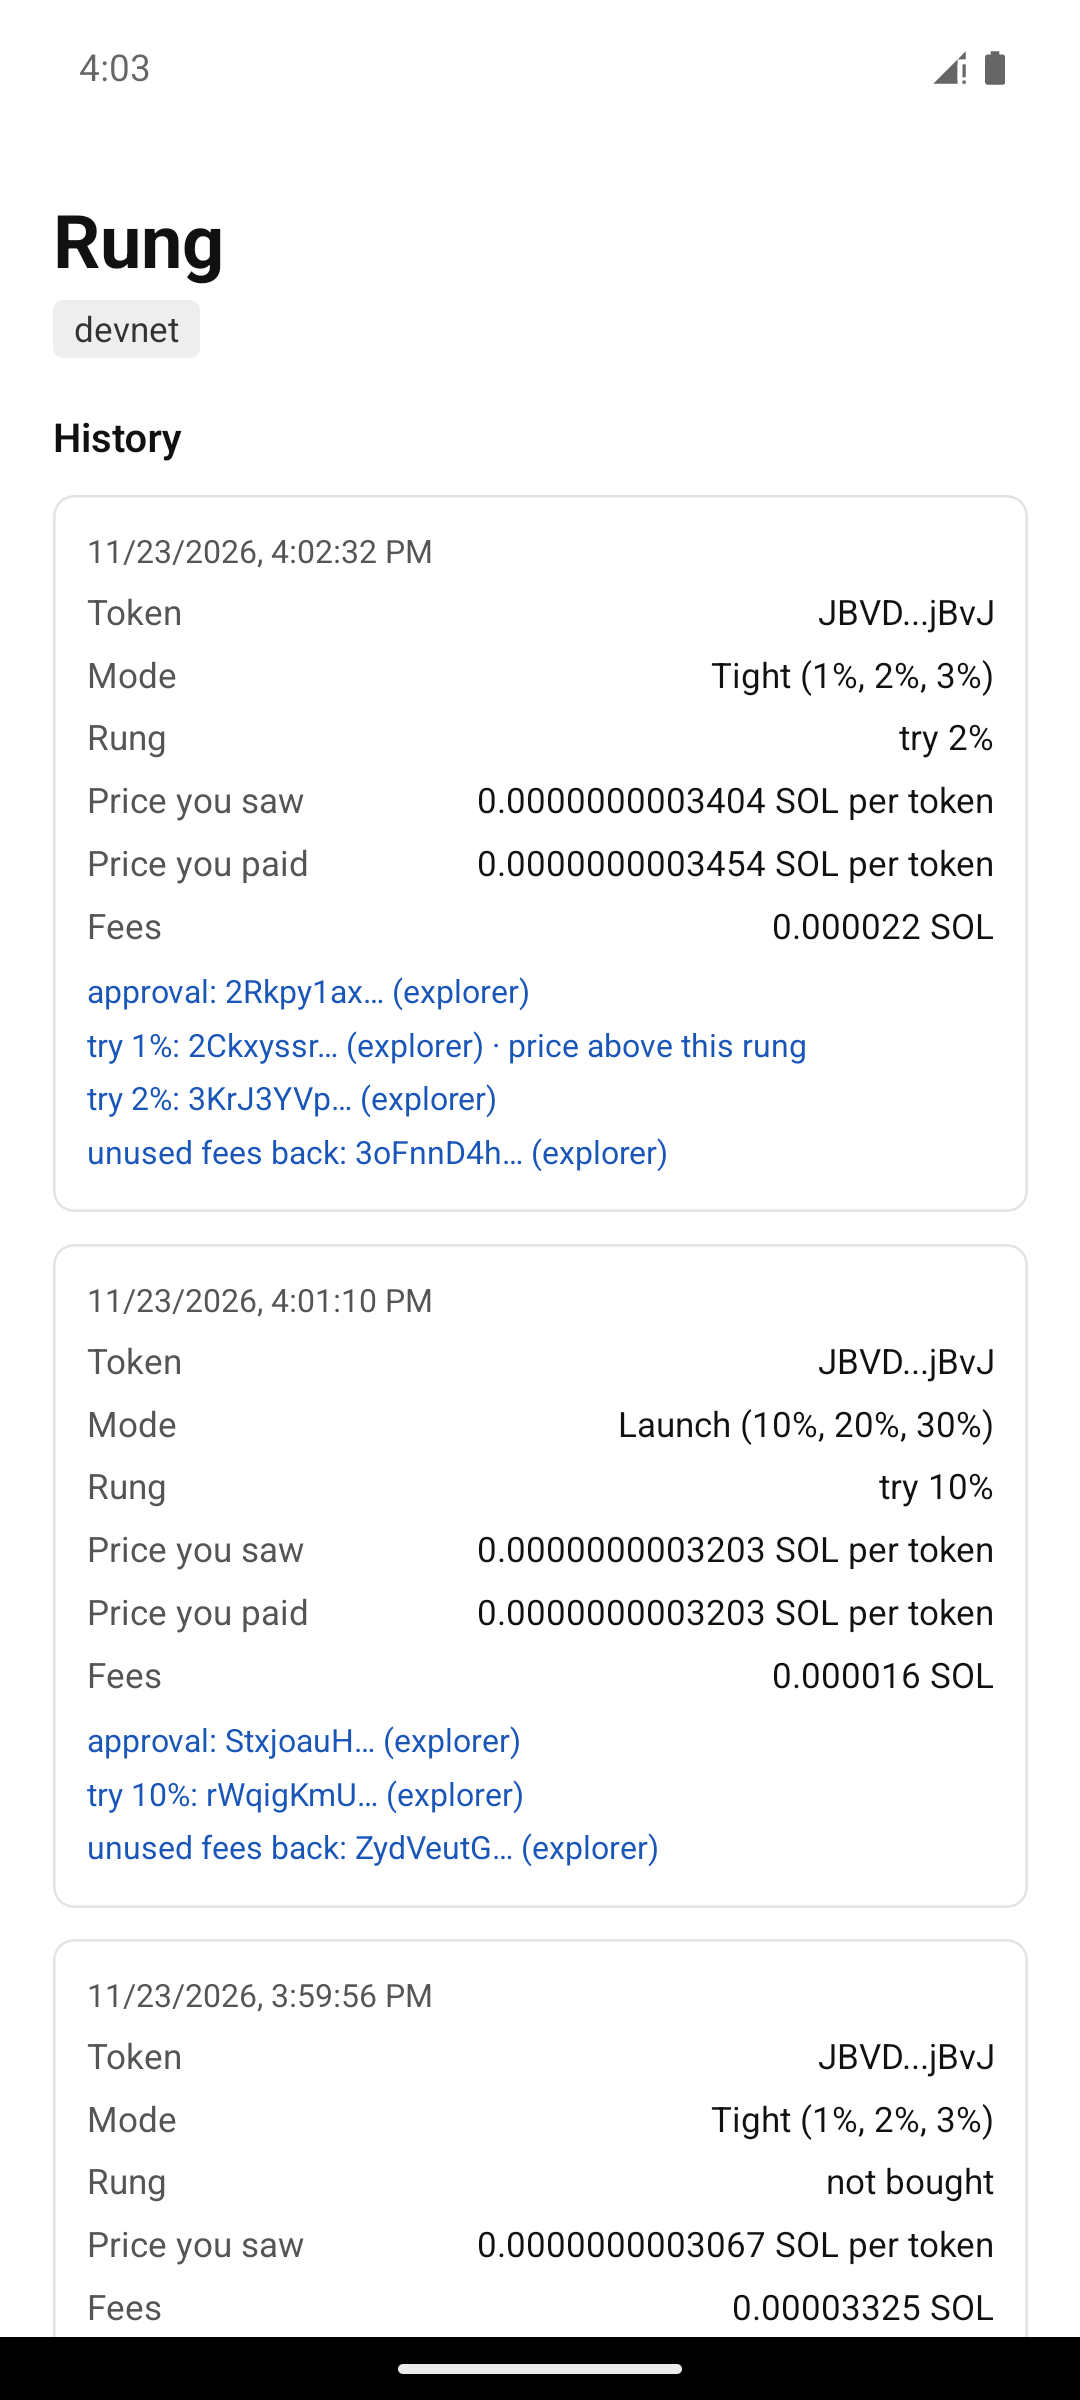 4:03
Rung
devnet
History
11/23/2026, 4:02:32 PM
Token JBVD...jBvJ
Mode Tight (1%, 2%, 3%)
Rung try 2%
Price you saw 0.0000000003404 SOL per token
Price you paid 0.0000000003454 SOL per token
Fees 0.000022 SOL
approval: 2Rkpy1ax… (explorer)
try 1%: 2Ckxyssr… (explorer) · price above this rung
try 2%: 3KrJ3YVp… (explorer)
unused fees back: 3oFnnD4h… (explorer)
11/23/2026, 4:01:10 PM
Token JBVD...jBvJ
Mode Launch (10%, 20%, 30%)
Rung try 10%
Price you saw 0.0000000003203 SOL per token
Price you paid 0.0000000003203 SOL per token
Fees 0.000016 SOL
approval: StxjoauH… (explorer)
try 10%: rWqigKmU… (explorer)
unused fees back: ZydVeutG… (explorer)
11/23/2026, 3:59:56 PM
Token JBVD...jBvJ
Mode Tight (1%, 2%, 3%)
Rung not bought
Price you saw 0.0000000003067 SOL per token
Fees 0.00003325 SOL